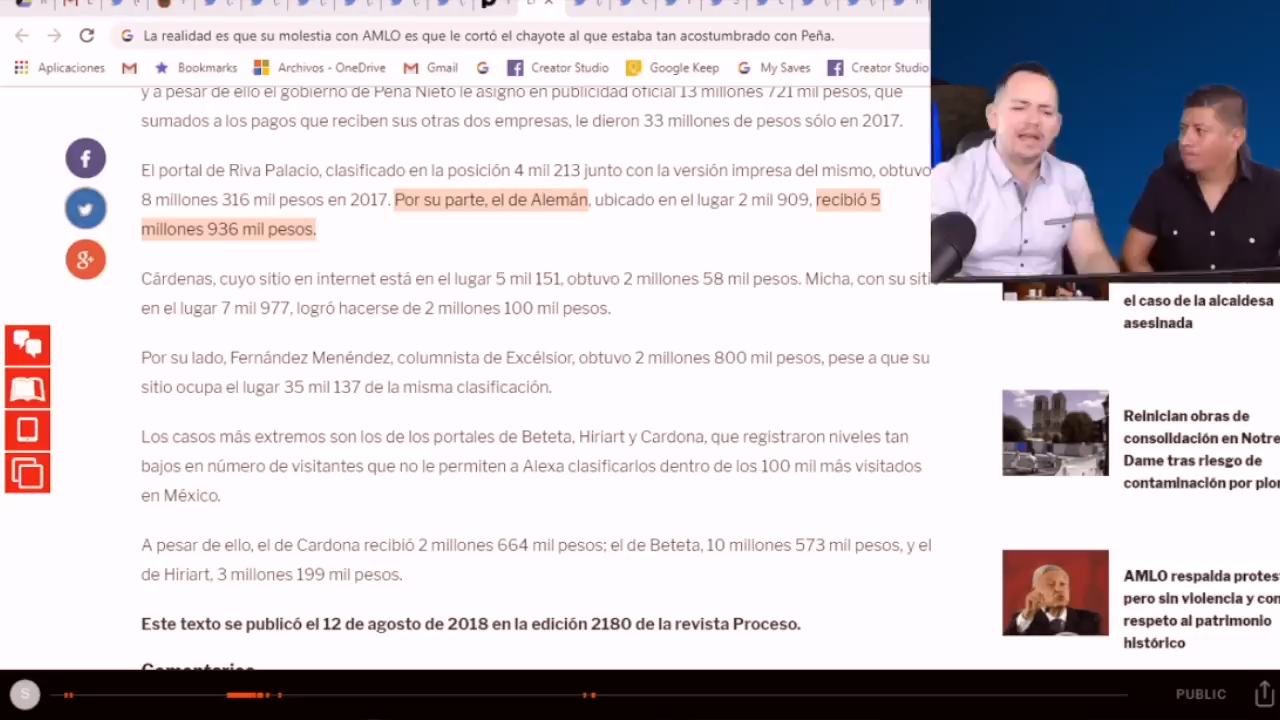 La realidad es que su molestia con AMLO es que le cortó el chayote al que estaba tan acostumbrado con Peña.
Aplicaciones
Bookmarks
Archivos - OneDrive
Gmail
Creator Studio
Google Keep
My Saves
Creator Studio
y a pesar de ello el gobierno de Peña Nieto le asignó en publicidad oficial 13 millones 721 mil pesos, que
sumados a los pagos que reciben sus otras dos empresas, le dieron 33 millones de pesos sólo en 2017.
El portal de Riva Palacio, clasificado en la posición 4 mil 213 junto con la versión impresa del mismo, obtuvo
8 millones 316 mil pesos en 2017. Por su parte, el de Alemán, ubicado en el lugar 2 mil 909, recibió 5
millones 936 mil pesos.
Cárdenas, cuyo sitio en internet está en el lugar 5 mil 151, obtuvo 2 millones 58 mil pesos. Micha, con su siti
en el lugar 7 mil 977, logró hacerse de 2 millones 100 mil pesos.
Por su lado, Fernández Menéndez, columnista de Excélsior, obtuvo 2 millones 800 mil pesos, pese a que su
sitio ocupa el lugar 35 mil 137 de la misma clasificación.
Los casos más extremos son los de los portales de Beteta, Hiriart y Cardona, que registraron niveles tan
bajos en número de visitantes que no le permiten a Alexa clasificarlos dentro de los 100 mil más visitados
en México.
A pesar de ello, el de Cardona recibió 2 millones 664 mil pesos; el de Beteta, 10 millones 573 mil pesos, y el
de Hiriart, 3 millones 199 mil pesos.
Este texto se publicó el 12 de agosto de 2018 en la edición 2180 de la revista Proceso.
Comentarios
el caso de la alcaldesa
asesinada
Reinician obras de
consolidación en Notre
Dame tras riesgo de
contaminación por plo
AMLO respalda protes
pero sin violencia y con
respeto al patrimonio
histórico
S
PUBLIC